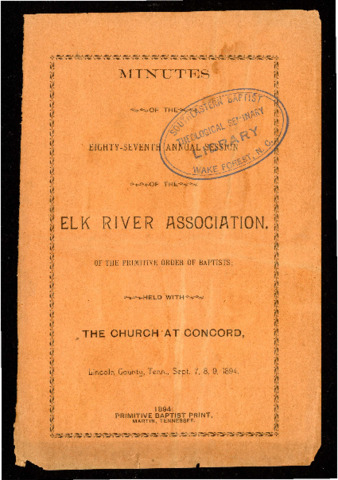 MINUTES
OF THE
EIGHTY-SEVENTH ANNUAL SESSION
OF THE
ELK RIVER ASSOCIATION,
OF THE PRIMITIVE ORDER OF BAPTISTS;
HELD WITH
THE CHURCH AT CONCORD,
Lincoln County, Tenn., Sept. 7, 8, 9, 1894.
1894:
PRIMITIVE BAPTIST PRINT,
MARTIN, TENNESSEE.
SOUTHEASTERN BAPTIST
THEOLOGICAL SEMINARY
LIBRARY
WAKE FOREST, N. C.